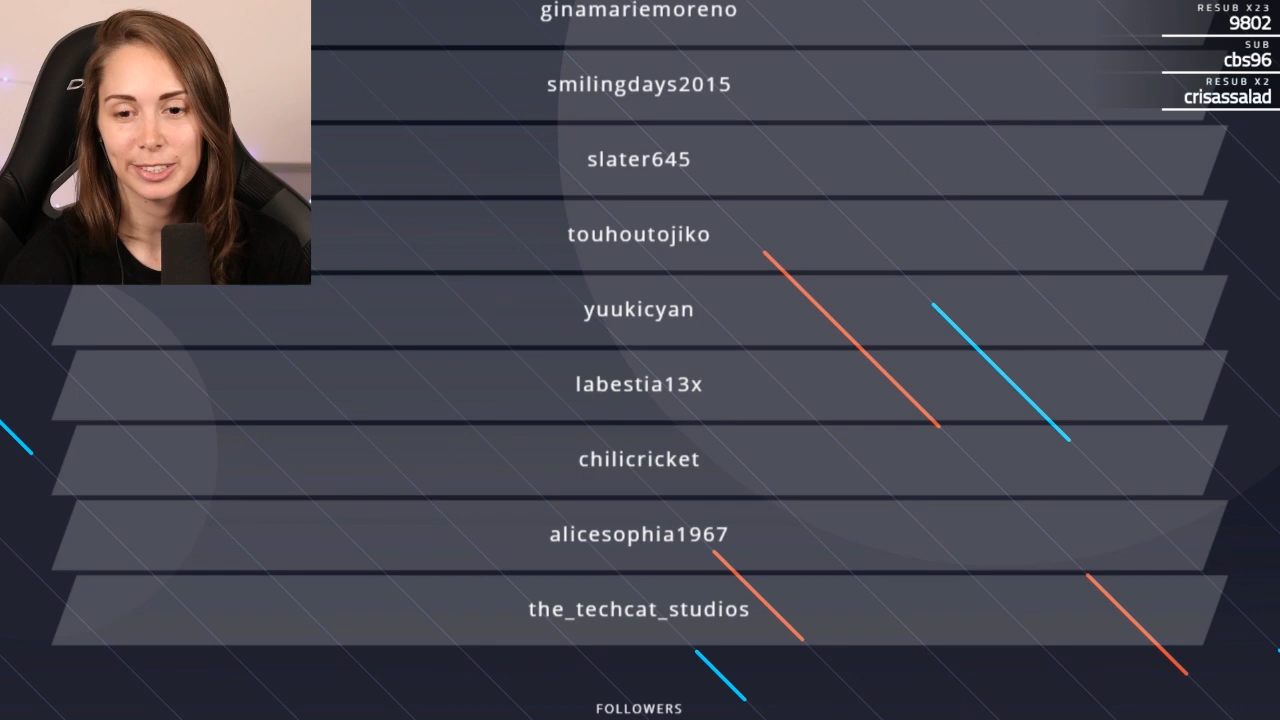 ginamariemoreno
smilingdays2015
slater645
touhoutojiko
yuukicyan
labestia13x
chilicricket
alicesophia1967
the_techcat_studios
FOLLOWERS
RESUB X23
9802
SUB
cbs96
RESUB X2
crisassalad